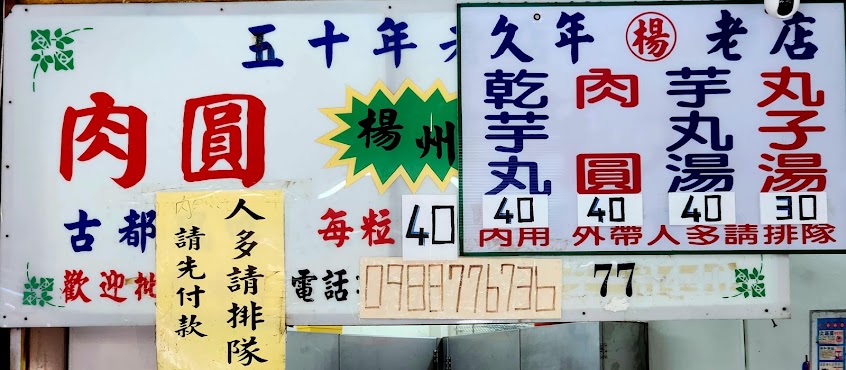 五十年
肉圓
楊州
古都
每粒 40
歡迎批
電話: 0988776736
77
人多請排隊
內
請先付款
久年 楊 老店
乾芋丸 40
肉圓 40
芋丸湯 40
丸子湯 30
內用 外帶人多請排隊